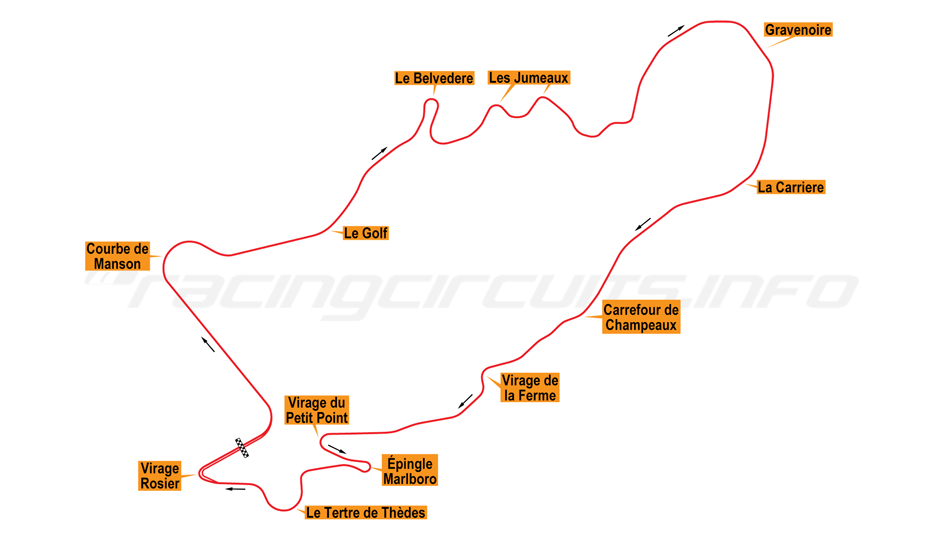 Gravenoire
Le Belvedere
Les Jumeaux
La Carriere
Le Golf
Courbe de
Manson
racingcircuits.info
Carrefour de
Champeaux
Virage de
la Ferme
Virage du
Petit Point
Épingle
Marlboro
Virage
Rosier
Le Tertre de Thèdes